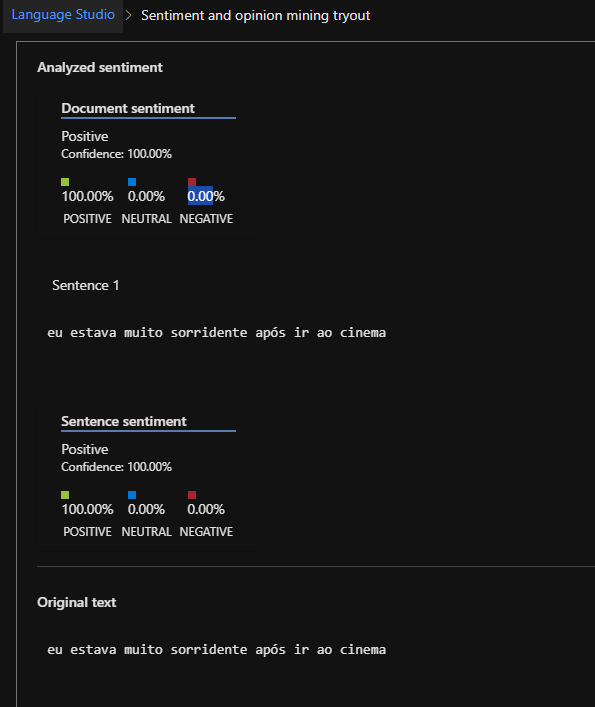 Language Studio > Sentiment and opinion mining tryout
Analyzed sentiment
Document sentiment
Positive
Confidence: 100.00%
100.00% 0.00% 0.00%
POSITIVE NEUTRAL NEGATIVE
Sentence 1
eu estava muito sorridente após ir ao cinema
Sentence sentiment
Positive
Confidence: 100.00%
100.00% 0.00% 0.00%
POSITIVE NEUTRAL NEGATIVE
Original text
eu estava muito sorridente após ir ao cinema